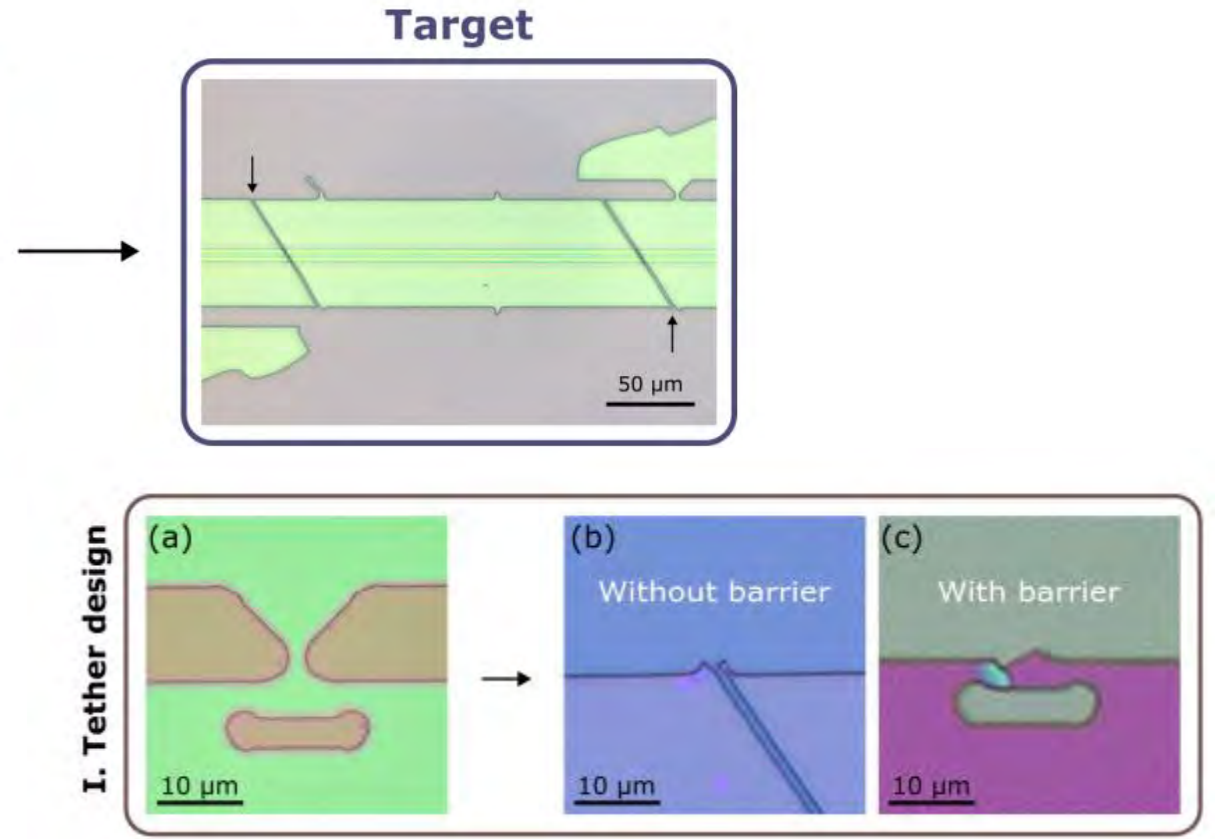 Target
50 μm
I. Tether design
(a)
10 μm
(b)
Without barrier
10 μm
(c)
With barrier
10 μm